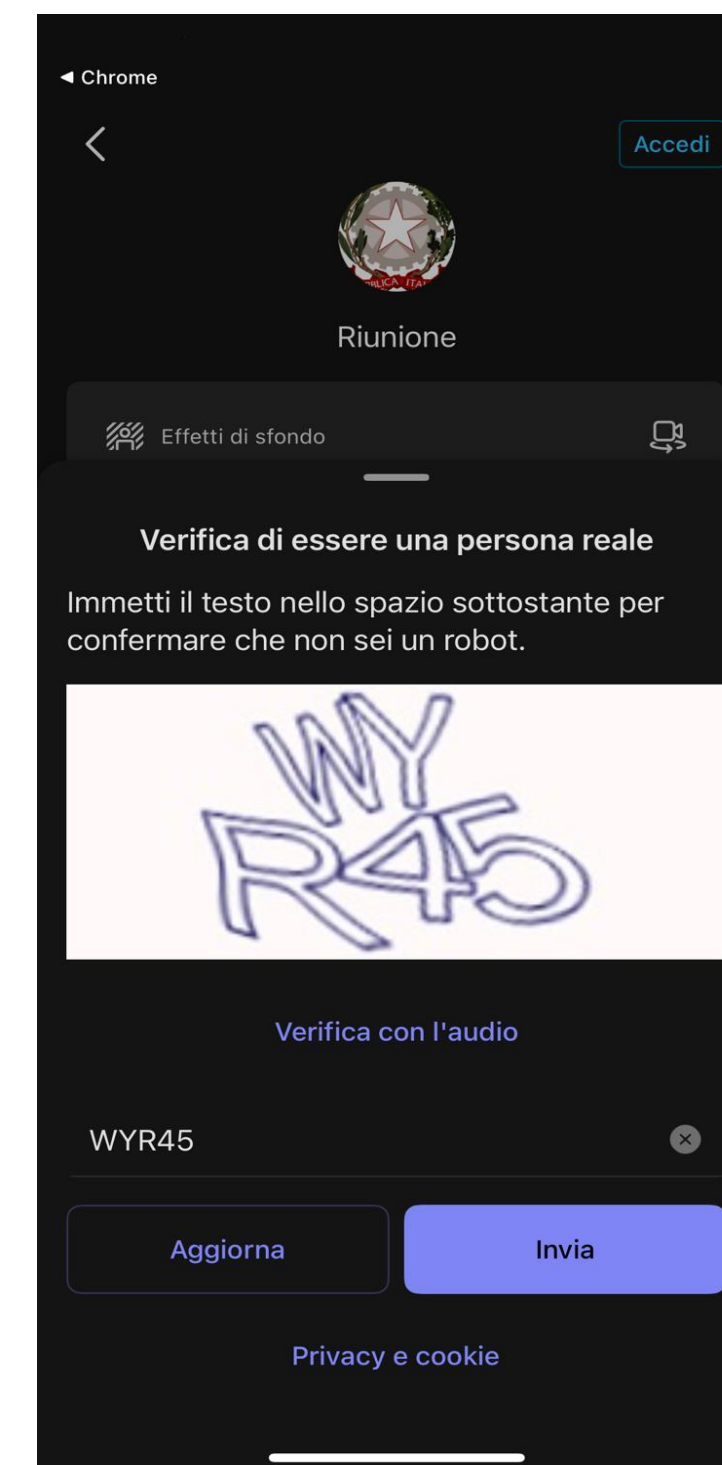 ◀ Chrome
Accedi
Riunione
Effetti di sfondo
Verifica di essere una persona reale
Immetti il testo nello spazio sottostante per
confermare che non sei un robot.
WY
R45
Verifica con l'audio
WYR45
Aggiorna
Invia
Privacy e cookie